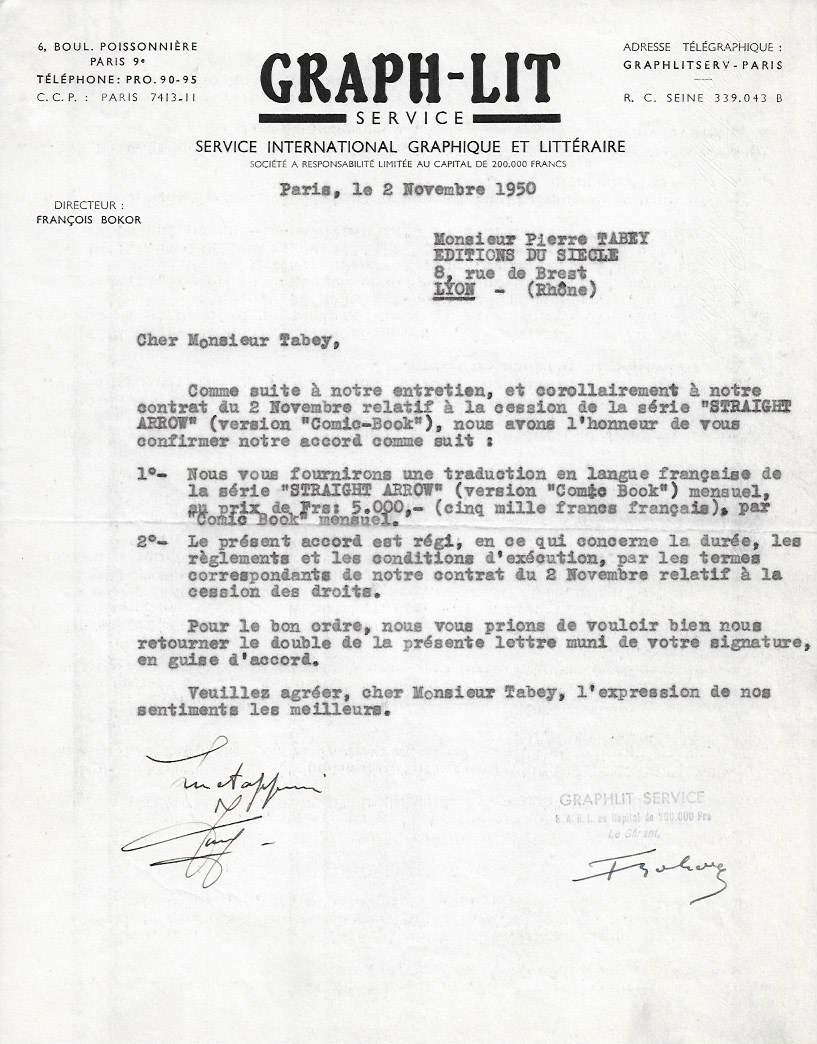 6, BOUL. POISSONNIÈRE
PARIS 9e
TÉLÉPHONE: PRO. 90-95
C.C.P. : PARIS 7413-11
GRAPH-LIT
SERVICE
ADRESSE TÉLÉGRAPHIQUE :
GRAPHLITSERV-PARIS
R. C. SEINE 339.043 B
SERVICE INTERNATIONAL GRAPHIQUE ET LITTÉRAIRE
SOCIÉTÉ A RESPONSABILITÉ LIMITÉE AU CAPITAL DE 200.000 FRANCS
Paris, le 2 Novembre 1950
DIRECTEUR :
FRANÇOIS BOKOR
Monsieur Pierre TABEY
EDITIONS DU SIECLE
8, rue de Brest
LYON - (Rhône)
Cher Monsieur Tabey,
Comme suite à notre entretien, et corollairement à notre
contrat du 2 Novembre relatif à la cession de la série "STRAIGHT
ARROW" (version "Comic-Book"), nous avons l'honneur de vous
confirmer notre accord comme suit :
1°- Nous vous fournirons une traduction en langue française de
la série "STRAIGHT ARROW" (version "Comic Book") mensuel,
au prix de Frs: 5.000,- (cinq mille francs français), par
"Comic Book" mensuel.
2°- Le présent accord est régi, en ce qui concerne la durée, les
règlements et les conditions d'exécution, par les termes
correspondants de notre contrat du 2 Novembre relatif à la
cession des droits.
Pour le bon ordre, nous vous prions de vouloir bien nous
retourner le double de la présente lettre muni de votre signature,
en guise d'accord.
Veuillez agréer, cher Monsieur Tabey, l'expression de nos
sentiments les meilleurs.
GRAPHLIT SERVICE
S.A.R.L. au Capital de 200.000 Frs
Le Gérant,